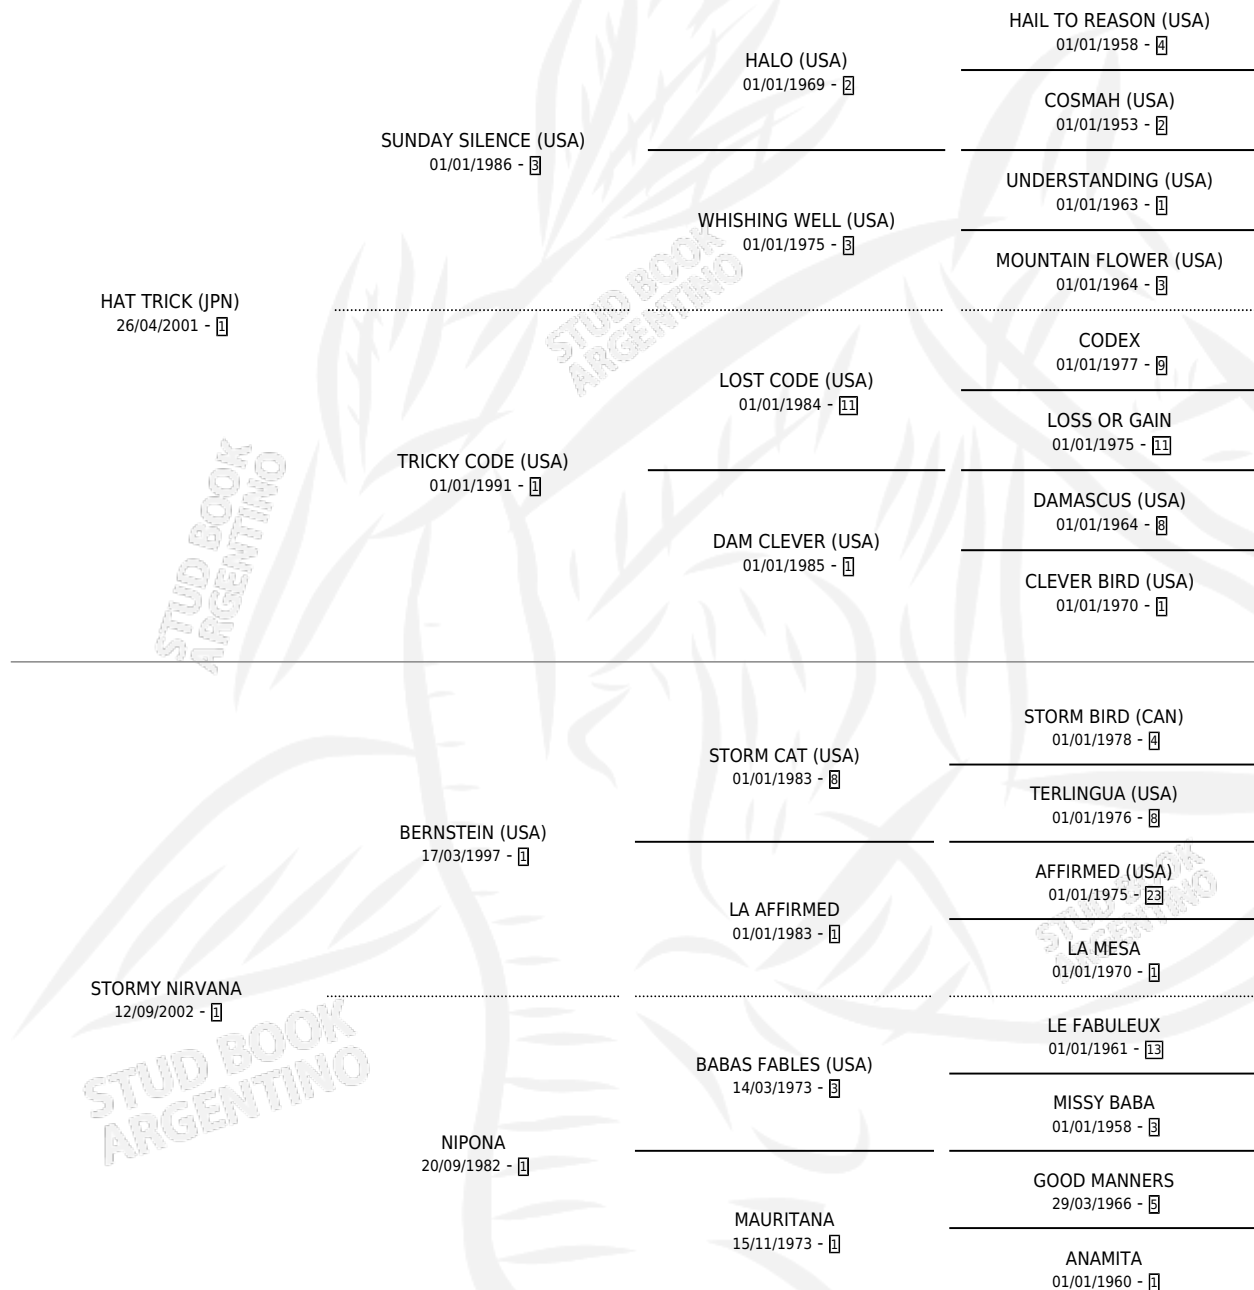 HAIL TO REASON (USA)
01/01/1958 - 4
HALO (USA)
01/01/1969 - 2
COSMAH (USA)
01/01/1953 - 2
SUNDAY SILENCE (USA)
01/01/1986 - 3
UNDERSTANDING (USA)
01/01/1963 - 1
WHISHING WELL (USA)
01/01/1975 - 3
MOUNTAIN FLOWER (USA)
01/01/1964 - 3
HAT TRICK (JPN)
26/04/2001 - 1
STUD BOOK
ARGENTINO
CODEX
01/01/1977 - 9
LOST CODE (USA)
01/01/1984 - 11
LOSS OR GAIN
01/01/1975 - 11
TRICKY CODE (USA)
01/01/1991 - 1
DAMASCUS (USA)
01/01/1964 - 8
DAM CLEVER (USA)
01/01/1985 - 1
CLEVER BIRD (USA)
01/01/1970 - 1
STUD BOOK
ARGENTINO
STORM BIRD (CAN)
01/01/1978 - 4
STORM CAT (USA)
01/01/1983 - 8
TERLINGUA (USA)
01/01/1976 - 8
BERNSTEIN (USA)
17/03/1997 - 1
AFFIRMED (USA)
01/01/1975 - 23
LA AFFIRMED
01/01/1983 - 1
STUD BOOK
ARGENTINO
LA MESA
01/01/1970 - 1
STORMY NIRVANA
12/09/2002 - 1
STUD BOOK
ARGENTINO
LE FABULEUX
01/01/1961 - 13
BABAS FABLES (USA)
14/03/1973 - 3
MISSY BABA
01/01/1958 - 3
NIPONA
20/09/1982 - 1
GOOD MANNERS
29/03/1966 - 5
MAURITANA
15/11/1973 - 1
ANAMITA
01/01/1960 - 1